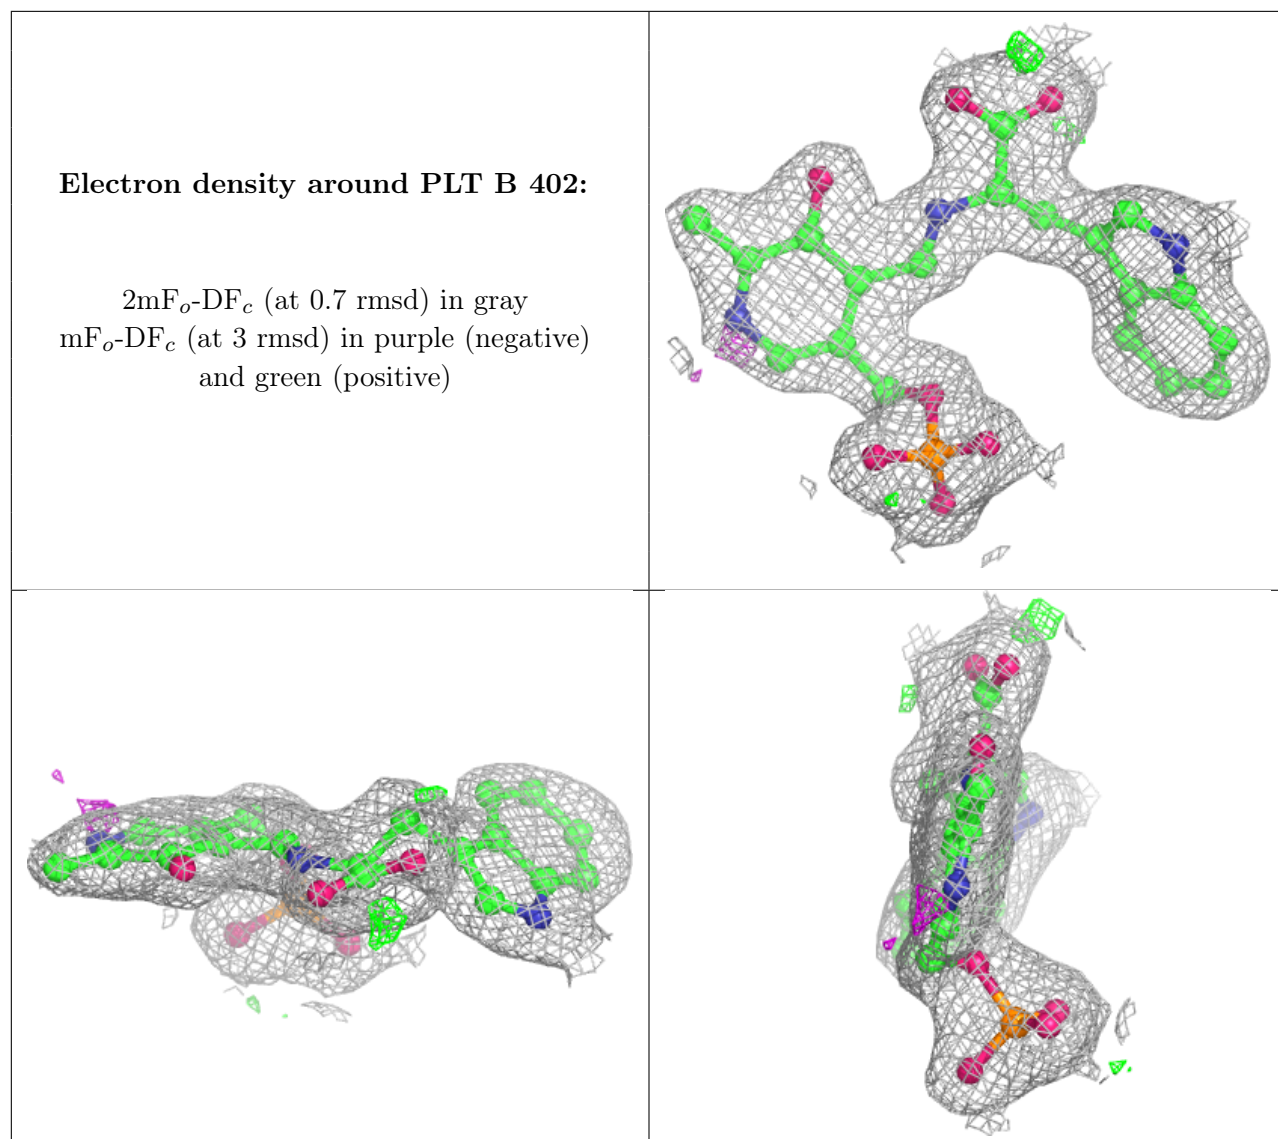 Electron density around PLT B 402:
2mFo-DFc (at 0.7 rmsd) in gray
mFo-DFc (at 3 rmsd) in purple (negative)
and green (positive)